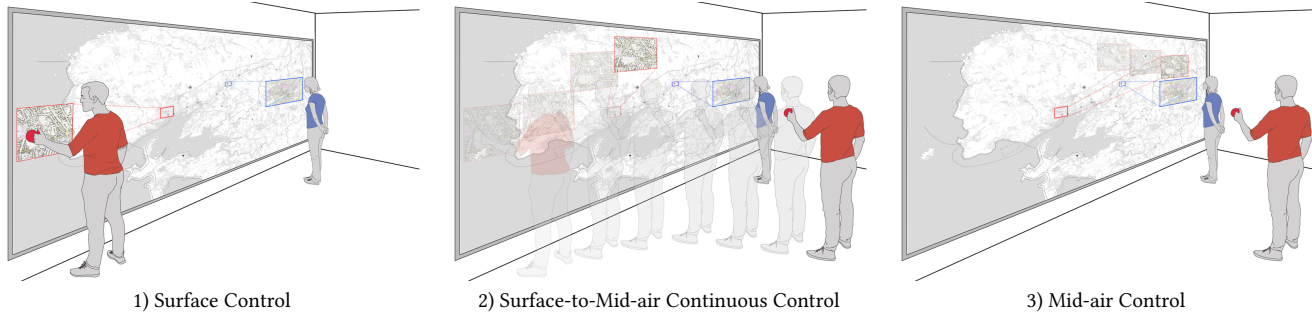 1) Surface Control
2) Surface-to-Mid-air Continuous Control
3) Mid-air Control